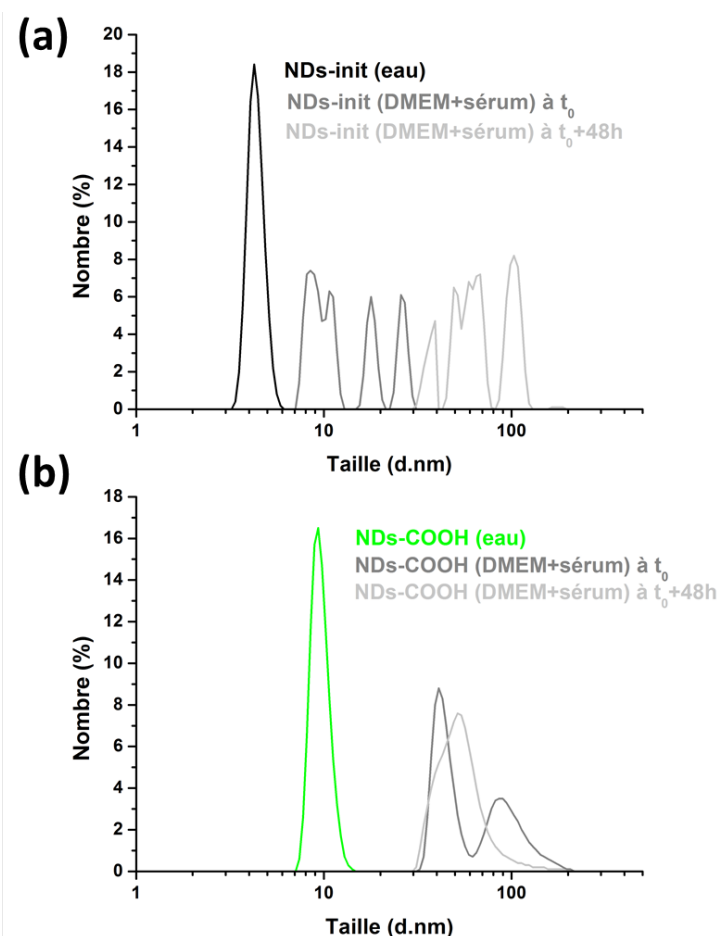 (a)
20
18
16
14
12
10
8
6
4
2
0
Nombre (%)
NDs-init (eau)
NDs-init (DMEM+sérum) à t₀
NDs-init (DMEM+sérum) à t₀+48h
1
10
100
Taille (d.nm)
(b)
18
16
14
12
10
8
6
4
2
0
Nombre (%)
NDs-COOH (eau)
NDs-COOH (DMEM+sérum) à t₀
NDs-COOH (DMEM+sérum) à t₀+48h
1
10
100
Taille (d.nm)